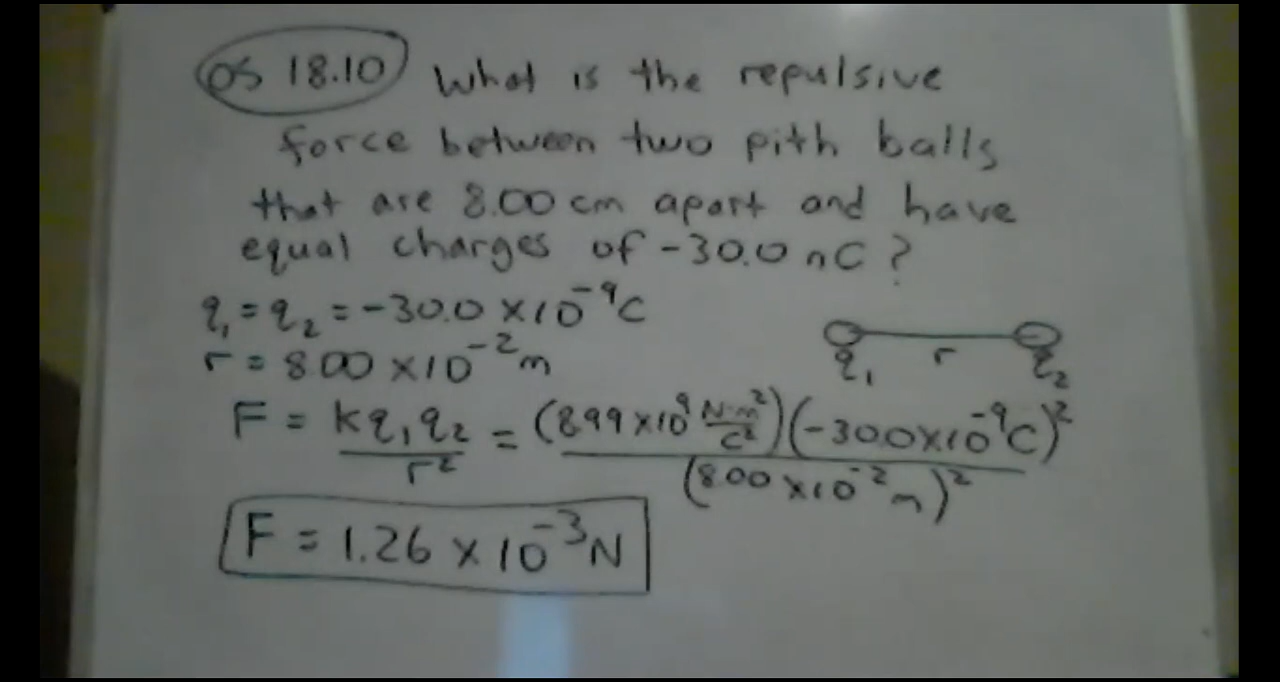 OS 18.10 What is the repulsive
force between two pith balls
that are 8.00 cm apart and have
equal charges of -30.0 nC?
q₁ = q₂ = -30.0 × 10⁻⁹ C
r = 8.00 × 10⁻² m
q₁ r q₂
F = kq₁q₂/r² = (8.99 × 10⁹ N·m²/C²)(-30.0 × 10⁻⁹ C)²/(8.00 × 10⁻² m)²
F = 1.26 × 10⁻³ N